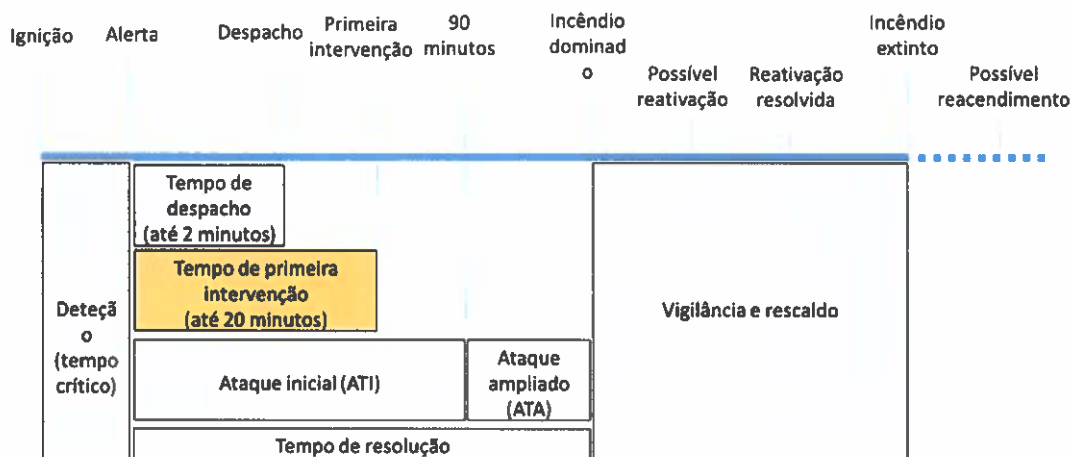 Ignição
Alerta
Despacho
Primeira
intervenção
90
minutos
Incêndio
dominad
o
Possível
reativação
Reativação
resolvida
Incêndio
extinto
Possível
reacendimento
Tempo de
despacho
(até 2 minutos)
Tempo de primeira
intervenção
(até 20 minutos)
Deteçã
o
(tempo
crítico)
Ataque inicial (ATI)
Ataque
ampliado
(ATA)
Tempo de resolução
Vigilância e rescaldo